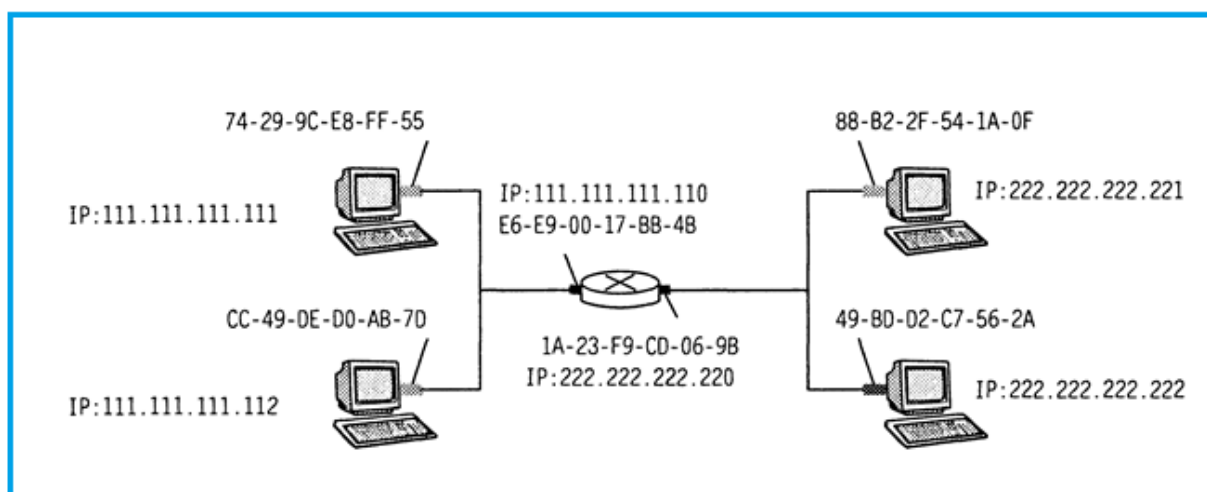 74-29-9C-E8-FF-55
88-B2-2F-54-1A-0F
IP:111.111.111.111
IP:111.111.111.110
E6-E9-00-17-BB-4B
IP:222.222.222.221
CC-49-DE-D0-AB-7D
1A-23-F9-CD-06-9B
IP:222.222.222.220
49-BD-D2-C7-56-2A
IP:111.111.111.112
IP:222.222.222.222